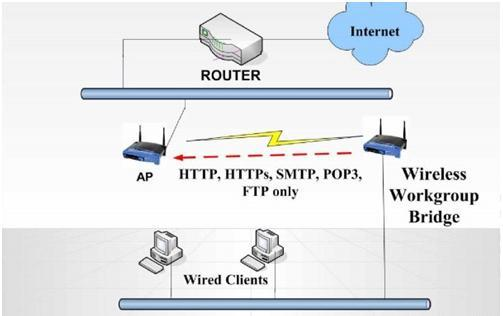 Internet
ROUTER
AP
HTTP, HTTPs, SMTP, POP3,
FTP only
Wireless
Workgroup
Bridge
Wired Clients